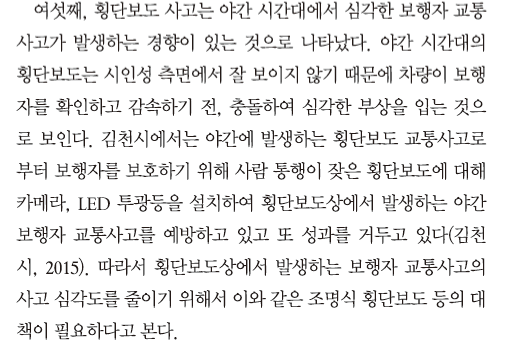 여섯째, 횡단보도 사고는 야간 시간대에서 심각한 보행자 교통
사고가 발생하는 경향이 있는 것으로 나타났다. 야간 시간대의
횡단보도는 시인성 측면에서 잘 보이지 않기 때문에 차량이 보행
자를 확인하고 감속하기 전, 충돌하여 심각한 부상을 입는 것으
로 보인다. 김천시에서는 야간에 발생하는 횡단보도 교통사고로
부터 보행자를 보호하기 위해 사람 통행이 잦은 횡단보도에 대해
카메라, LED 투광등을 설치하여 횡단보도상에서 발생하는 야간
보행자 교통사고를 예방하고 있고 또 성과를 거두고 있다(김천
시, 2015). 따라서 횡단보도상에서 발생하는 보행자 교통사고의
사고 심각도를 줄이기 위해서 이와 같은 조명식 횡단보도 등의 대
책이 필요하다고 본다.